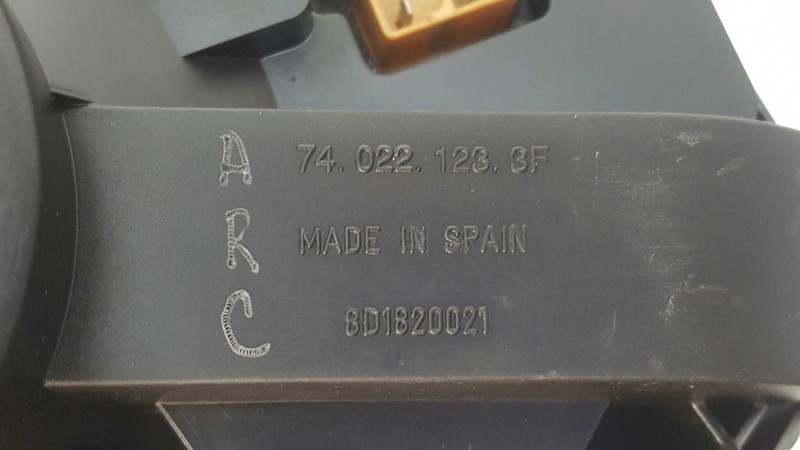 A 74.022.123.3F
R MADE IN SPAIN
C 8D1820021